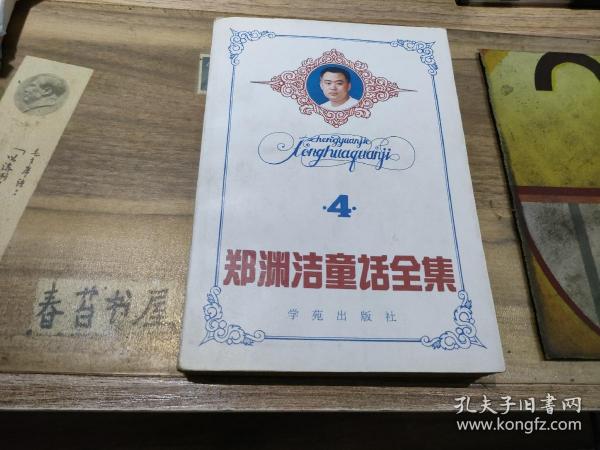 zhengyuanjie
tonghuaquanji
·4·
郑渊洁童话全集
学苑出版社
春苔书屋
孔夫子旧书网
www.kongfz.com